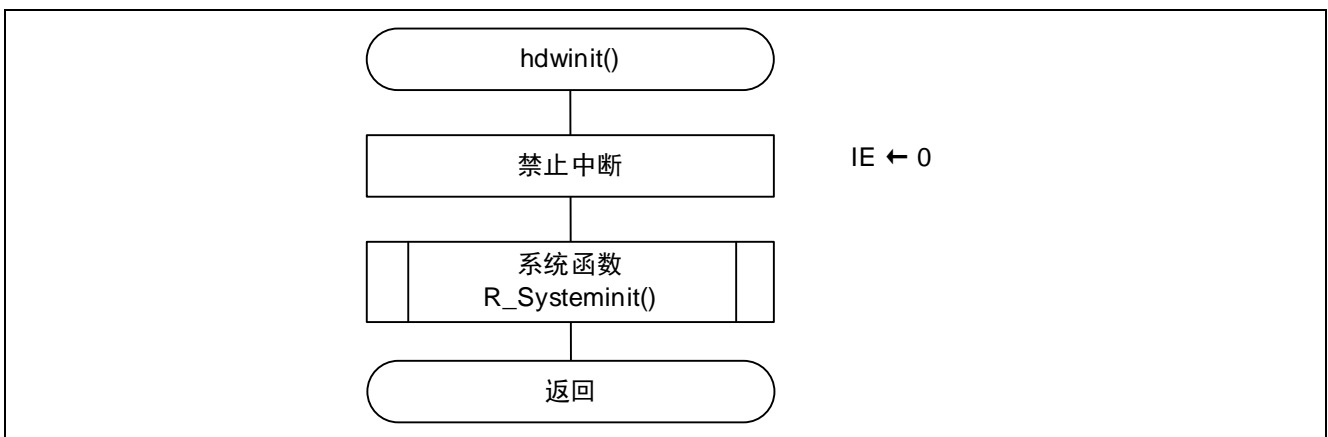 hdwinit()
禁止中断
IE ← 0
系统函数
R_Systeminit()
返回